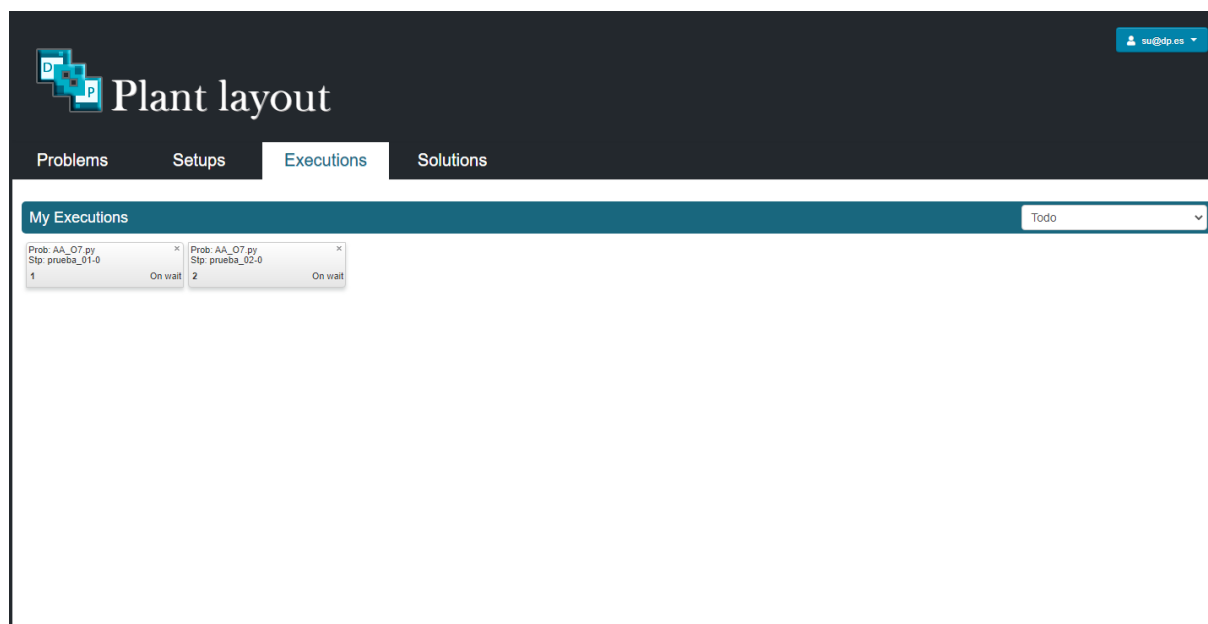 su@dp.es
D
P
Plant layout
Problems Setups Executions Solutions
My Executions
Todo
Prob: AA_O7.py ×
Stp: prueba_01-0
1 On wait
Prob: AA_O7.py ×
Stp: prueba_02-0
2 On wait